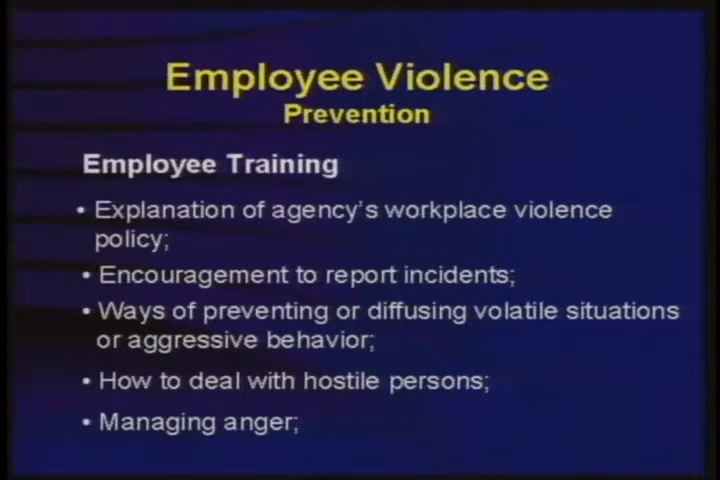 Employee Violence
Prevention
Employee Training
• Explanation of agency's workplace violence
policy;
• Encouragement to report incidents;
• Ways of preventing or diffusing volatile situations
or aggressive behavior;
• How to deal with hostile persons;
• Managing anger;